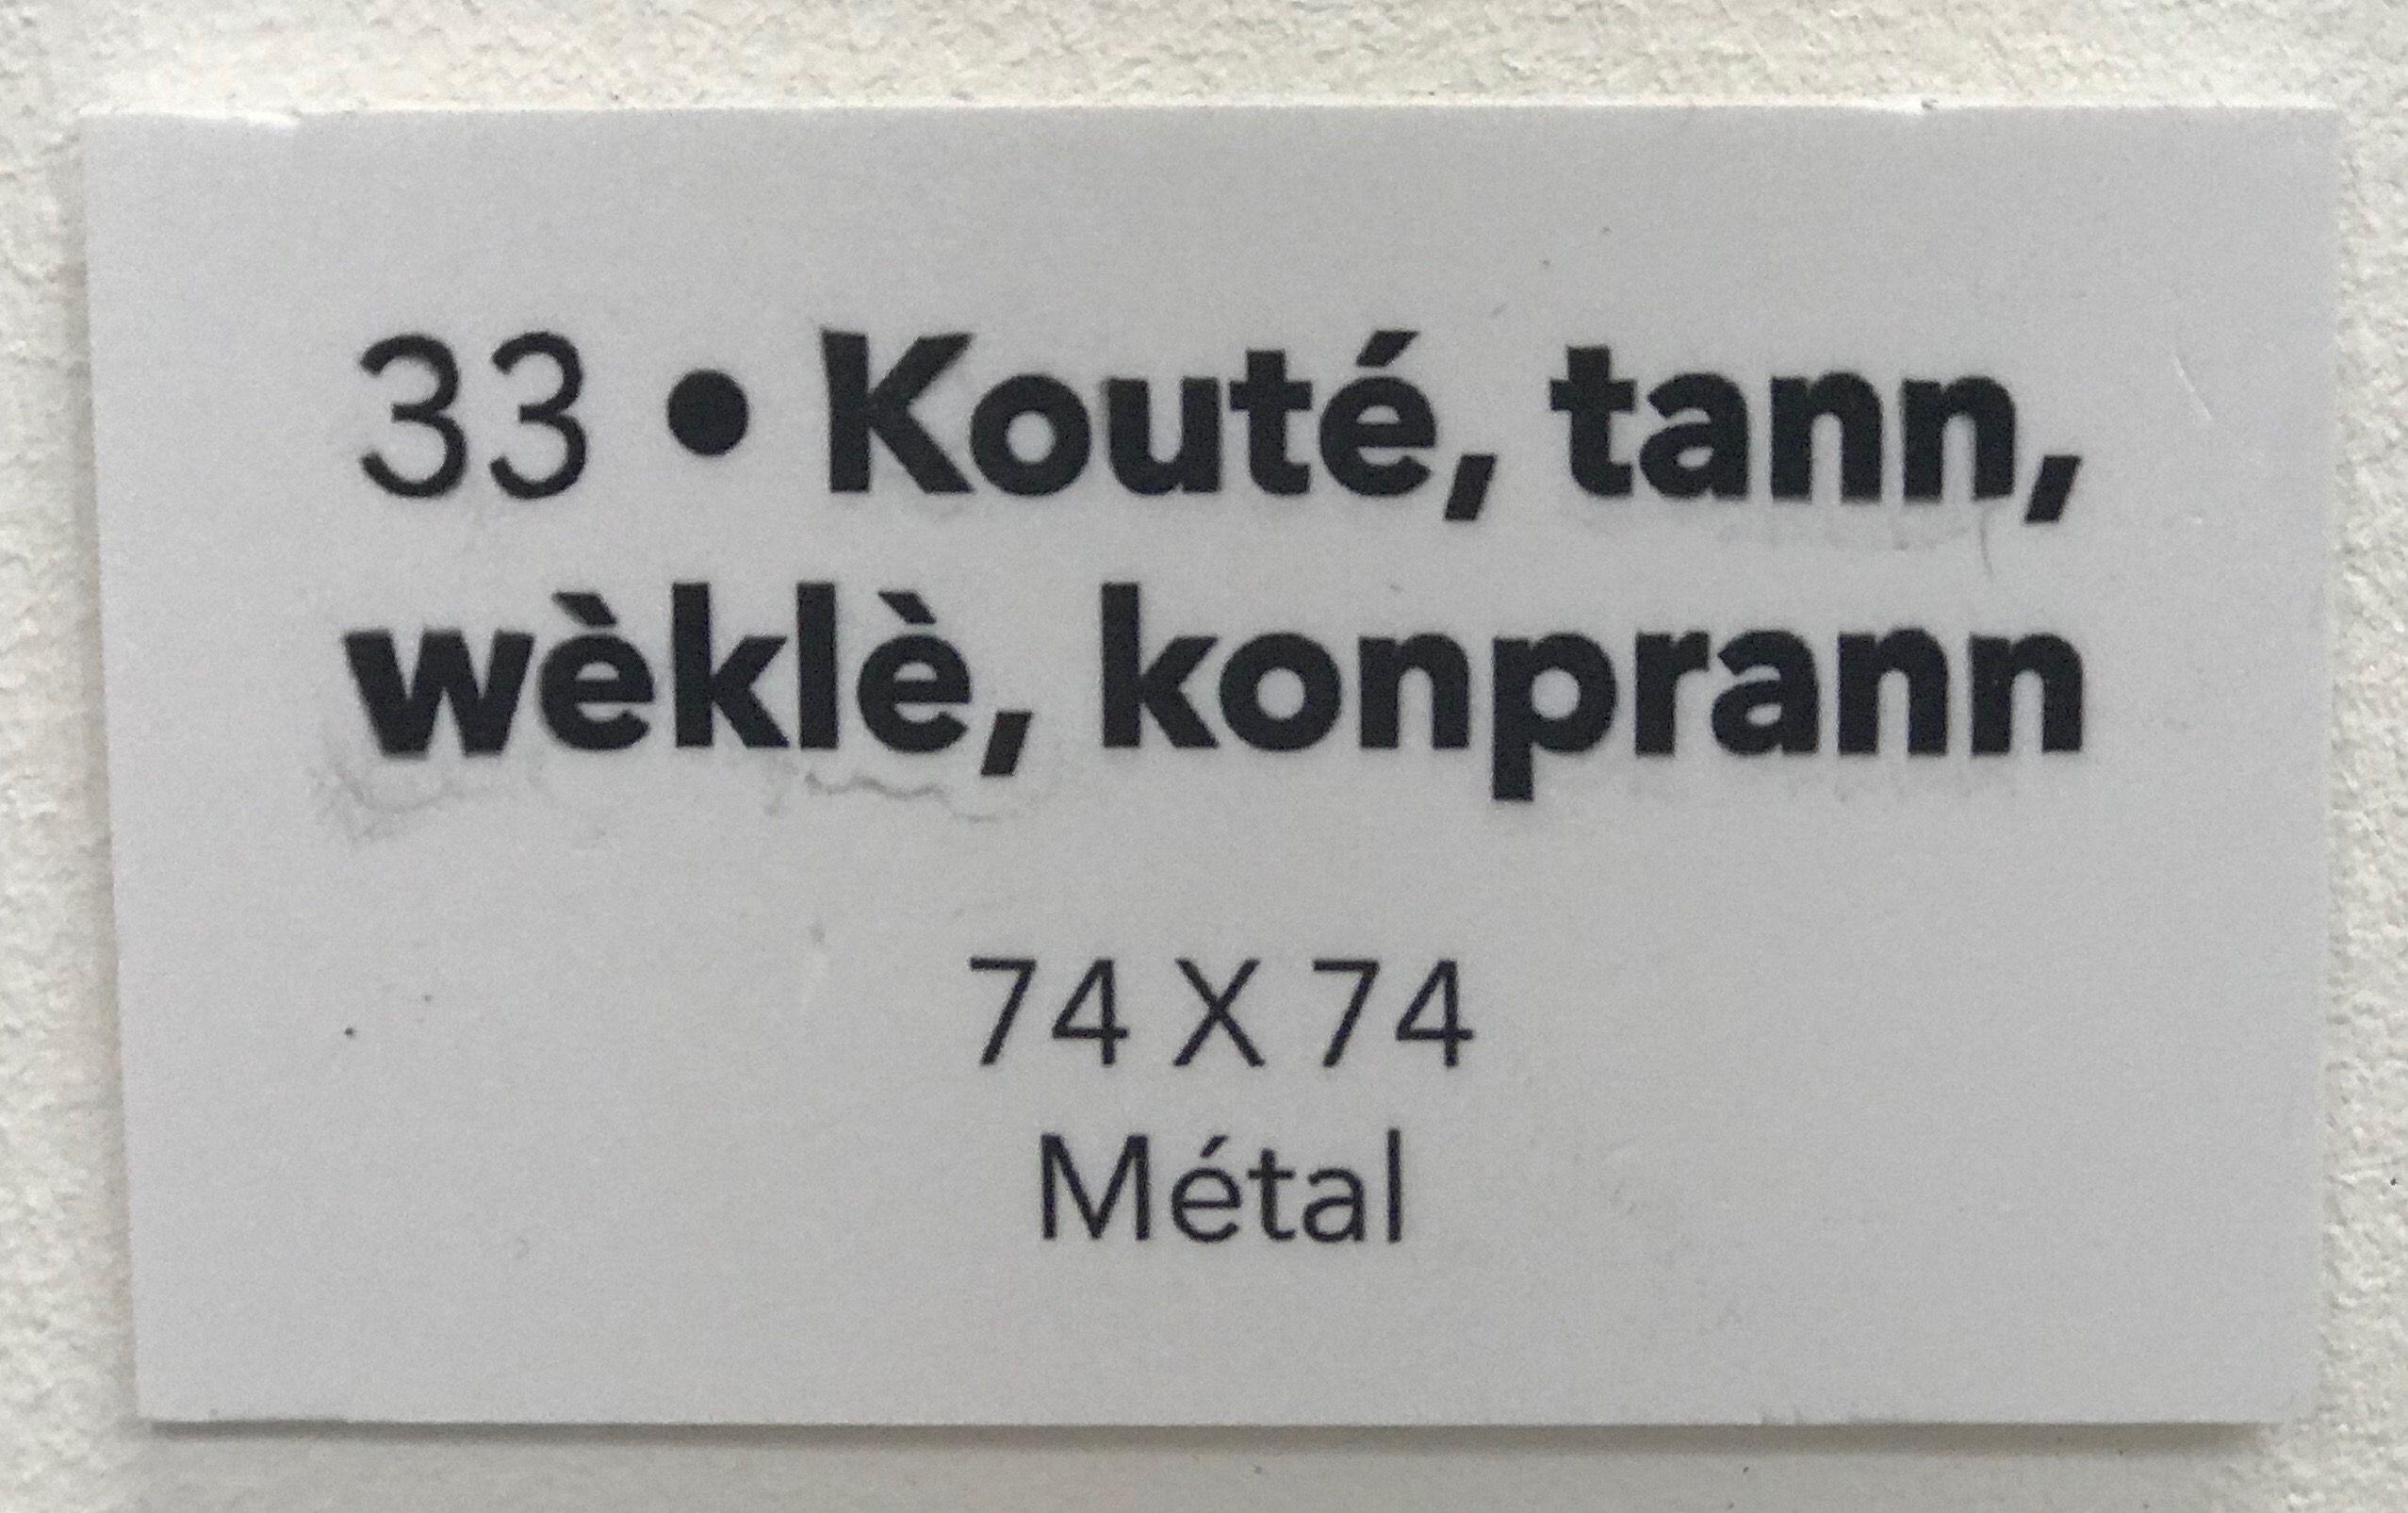 33 • Kouté, tann,
wèklè, konprann
74 X 74
Métal